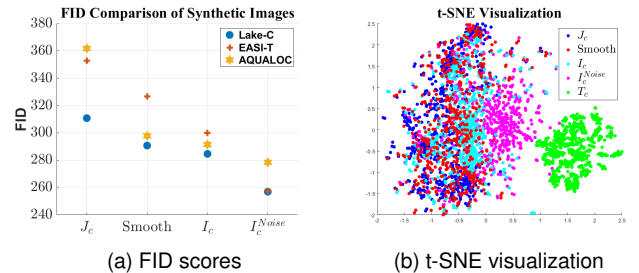 FID Comparison of Synthetic Images
380
360
340
320
300
280
260
240
FID
Lake-C
EASI-T
AQUALOC
J_c
Smooth
I_c
I_c^{Noise}
(a) FID scores
t-SNE Visualization
2.5
2
1.5
1
0.5
0
-0.5
-1
-1.5
-2
-2 -1.5 -1 -0.5 0 0.5 1 1.5 2 2.5
J_c
Smooth
I_c
I_c^{Noise}
T_c
(b) t-SNE visualization